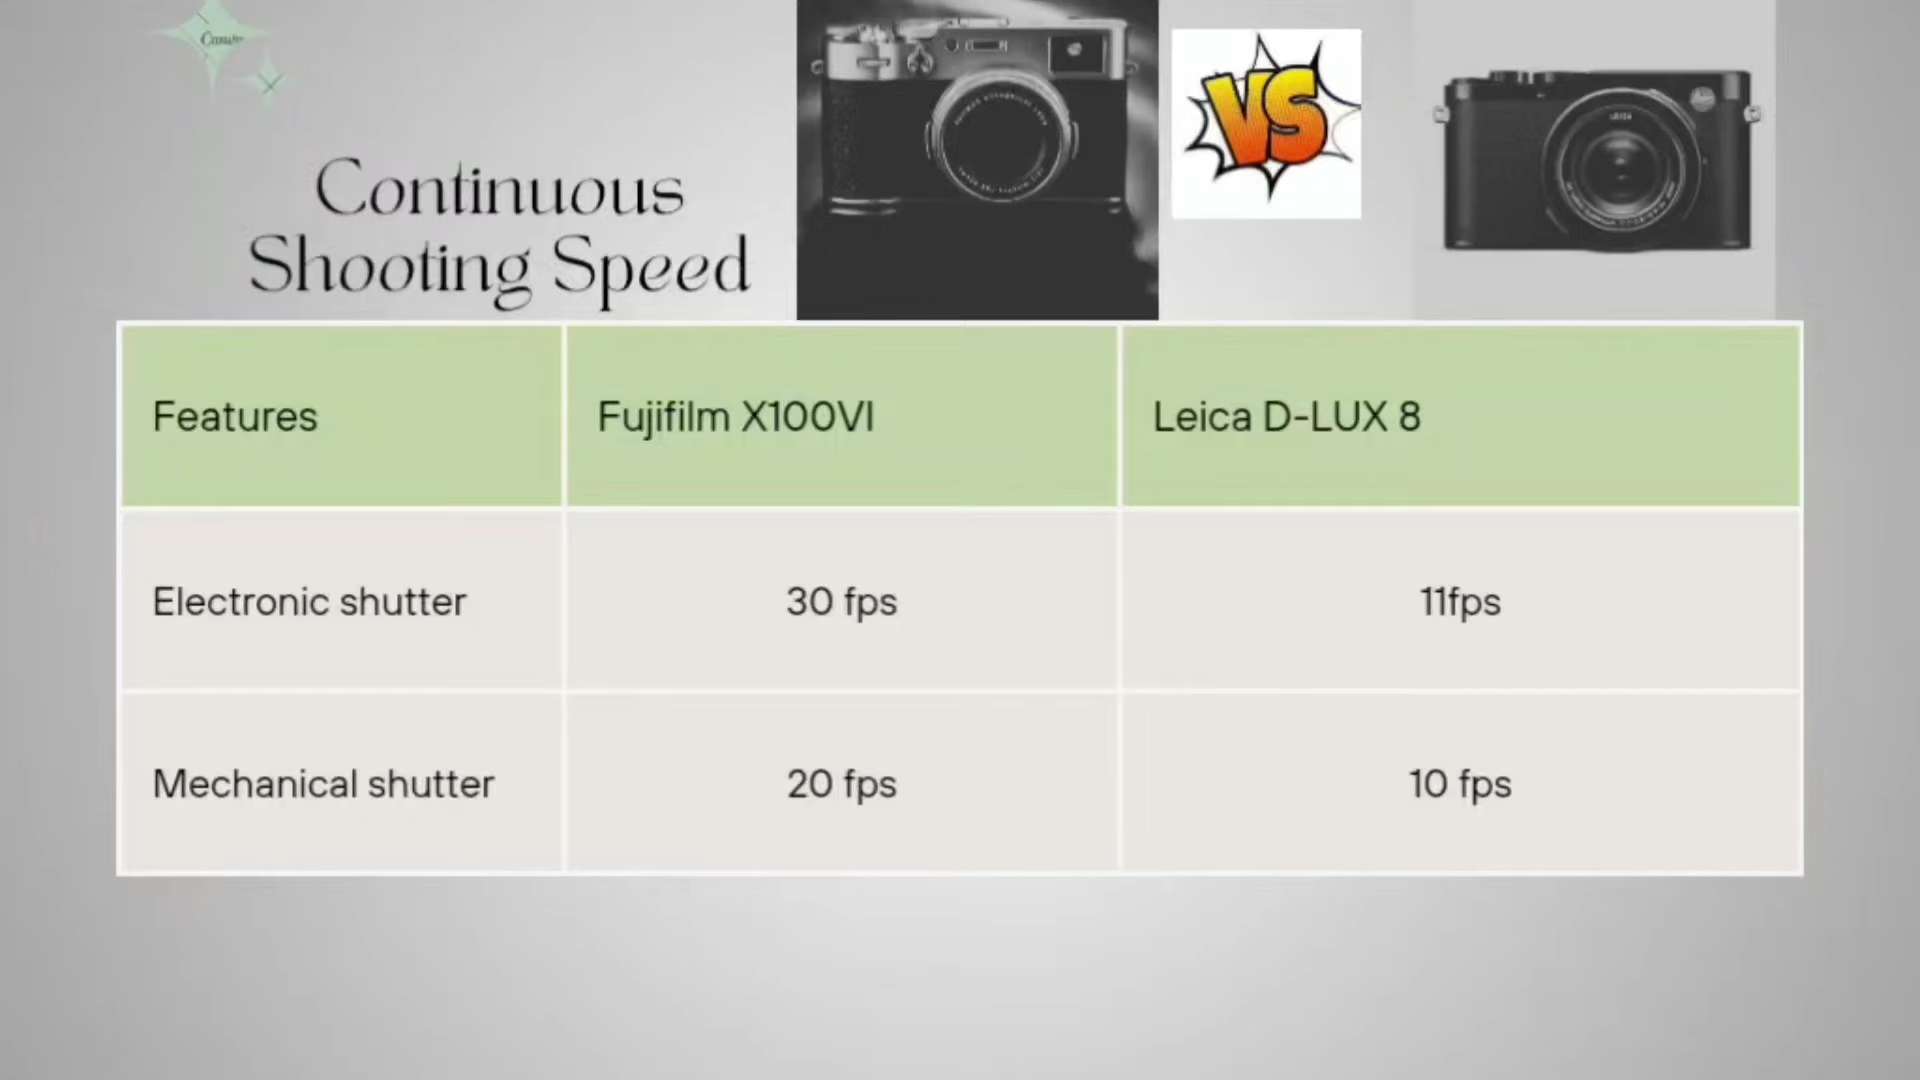 Continuous
Shooting Speed
VS
LEICA
Features
Fujifilm X100VI
Leica D-LUX 8
Electronic shutter
30 fps
11fps
Mechanical shutter
20 fps
10 fps